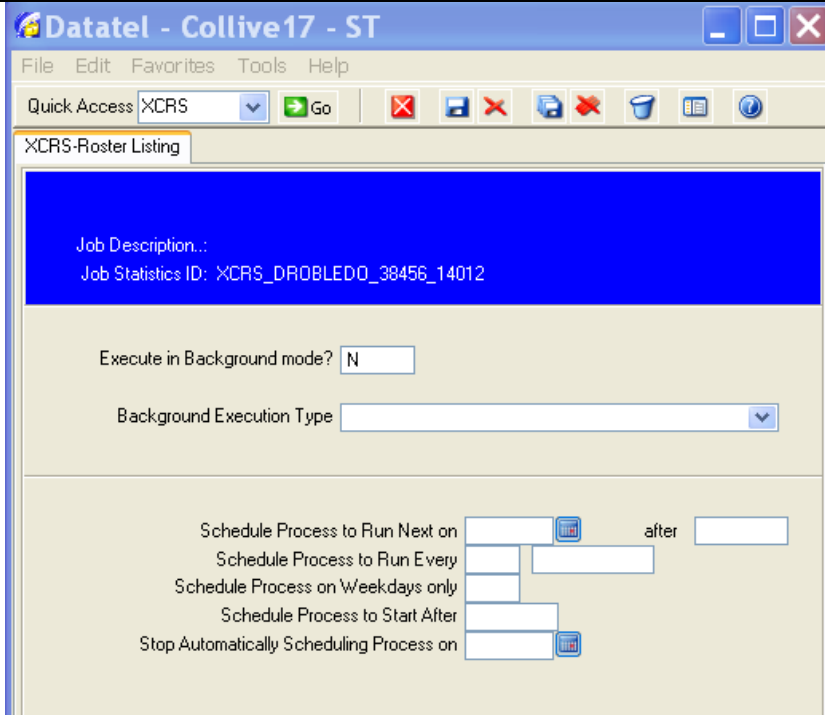 Datatel - Collive17 - ST
File Edit Favorites Tools Help
Quick Access XCRS Go
XCRS-Roster Listing
Job Description..:
Job Statistics ID: XCRS_DROBLEDO_38456_14012
Execute in Background mode? N
Background Execution Type
Schedule Process to Run Next on after
Schedule Process to Run Every
Schedule Process on Weekdays only
Schedule Process to Start After
Stop Automatically Scheduling Process on